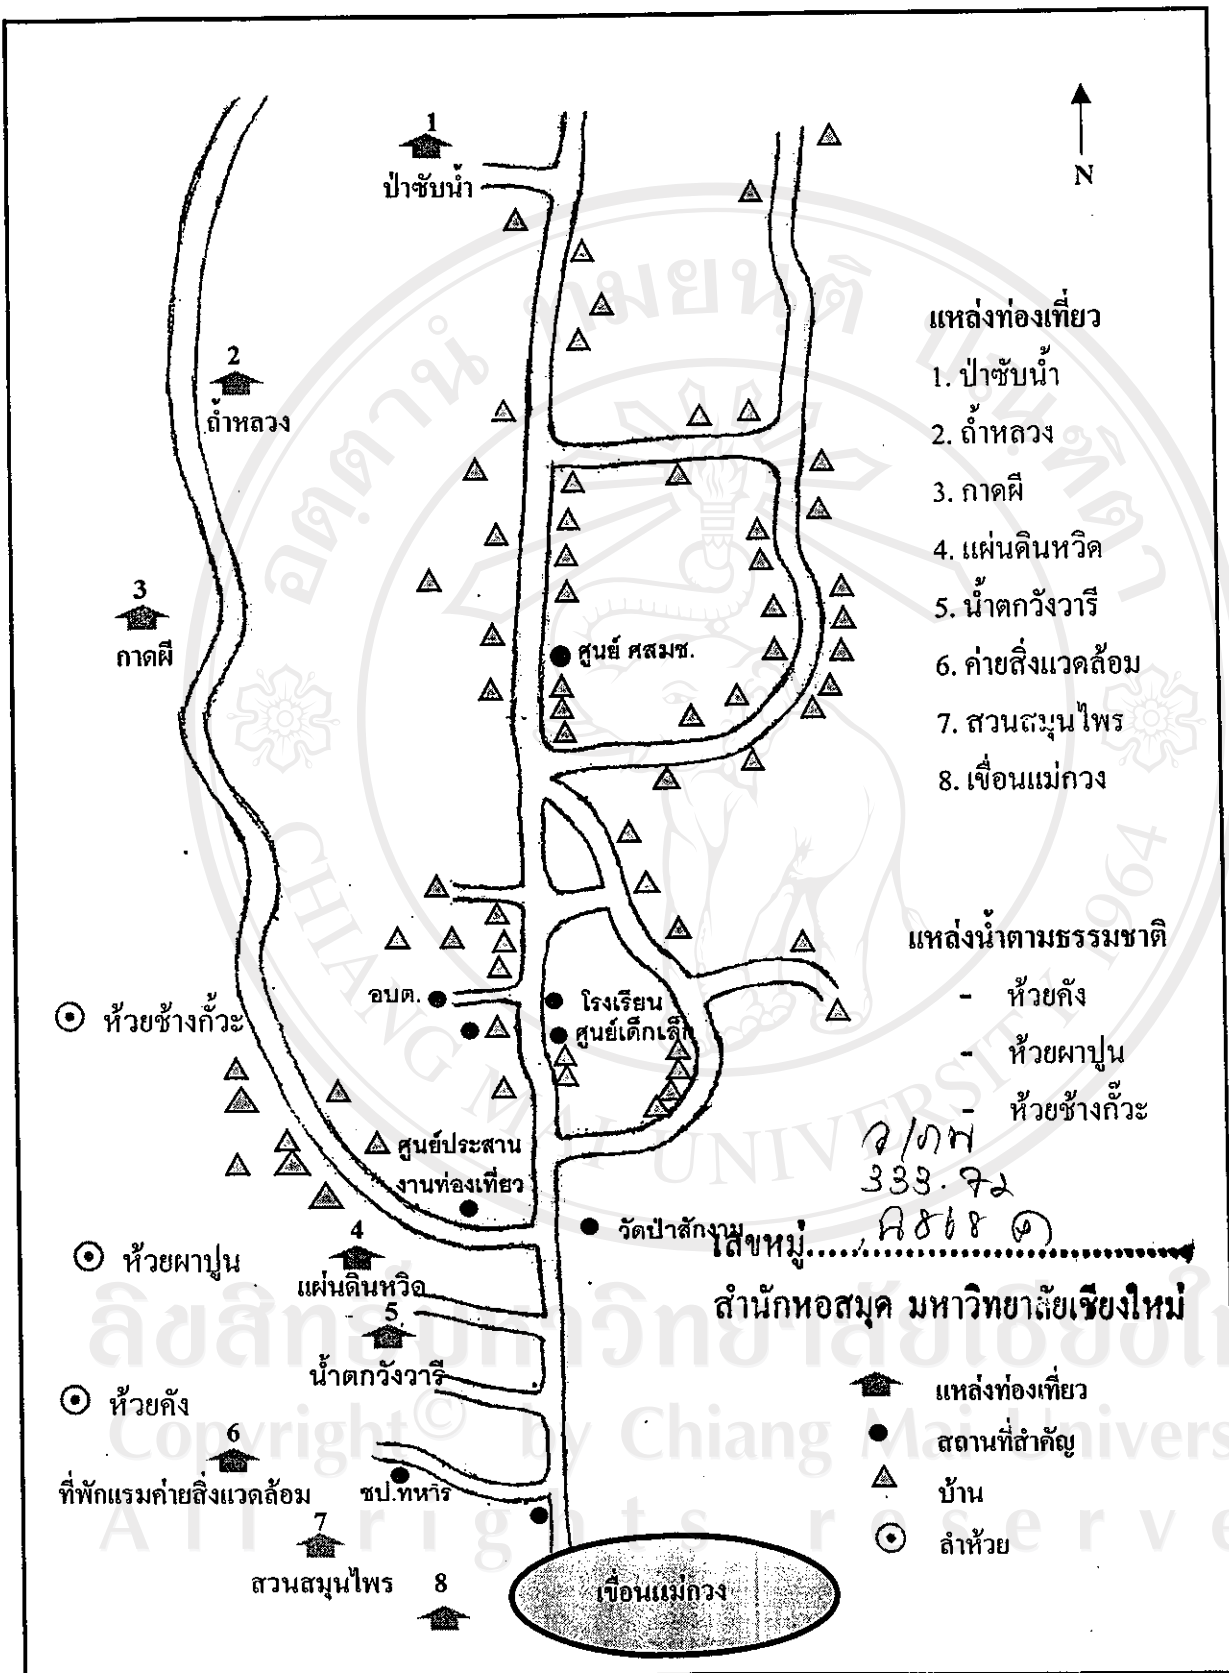 1
ป่าซับน้ำ
N
2
ถ้ำหลวง
3
กาดผี
ศูนย์ ศสมช.
แหล่งท่องเที่ยว
1. ป่าซับน้ำ
2. ถ้ำหลวง
3. กาดผี
4. แผ่นดินหวิด
5. น้ำตกวังวารี
6. ค่ายสิ่งแวดล้อม
7. สวนสมุนไพร
8. เขื่อนแม่กวง
แหล่งน้ำตามธรรมชาติ
- ห้วยคัง
- ห้วยผาปูน
- ห้วยช้างกั๊วะ
อบต.
โรงเรียน
ศูนย์เด็กเล็ก
ห้วยช้างกั๊วะ
ศูนย์ประสาน
งานท่องเที่ยว
วัดป่าสักงาม
ห้วยผาปูน
4
แผ่นดินหวิด
5
น้ำตกวังวารี
ห้วยคัง
6
ที่พักแรมค่ายสิ่งแวดล้อม
ชป.ทหาร
7
สวนสมุนไพร
8
เขื่อนแม่กวง
ว/ภพ
333.72
เลขหมู่
สำนักหอสมุด มหาวิทยาลัยเชียงใหม่
แหล่งท่องเที่ยว
สถานที่สำคัญ
บ้าน
ลำห้วย
CHIANG MAI UNIVERSITY 1964
Copyright © by Chiang Mai Univers
All rights reserve